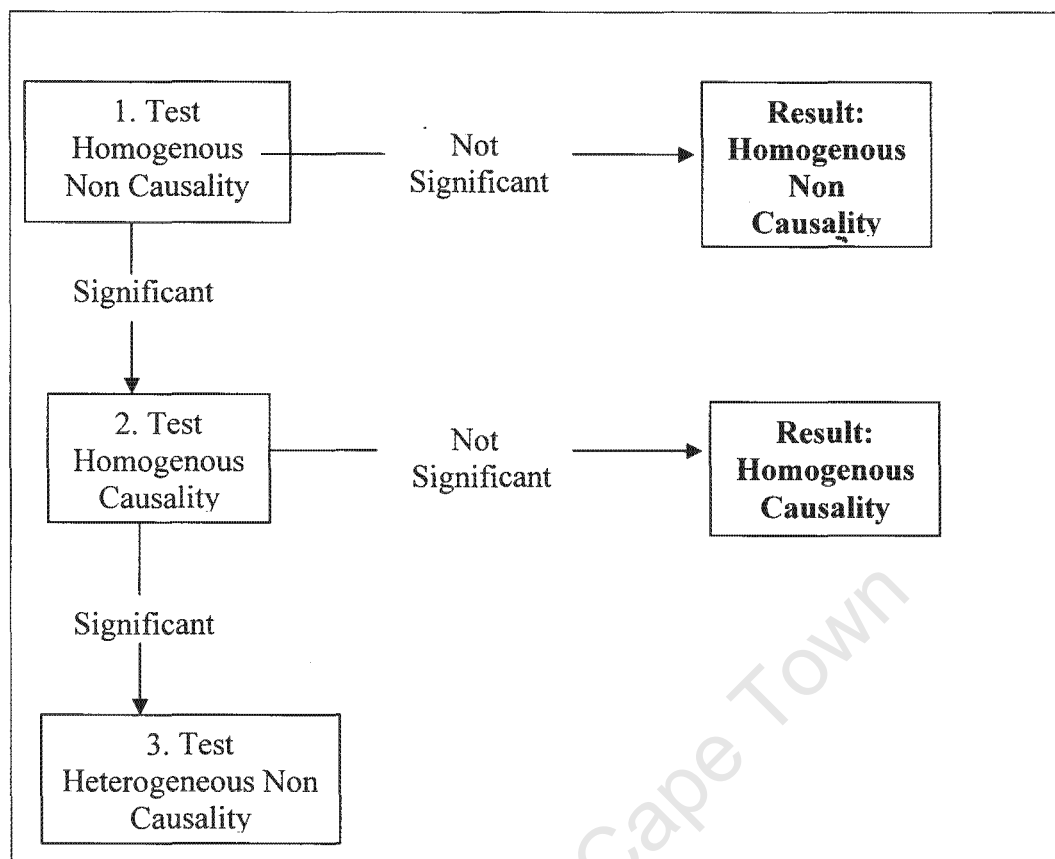 1. Test
Homogenous
Non Causality
Not
Significant
Result:
Homogenous
Non
Causality
Significant
2. Test
Homogenous
Causality
Not
Significant
Result:
Homogenous
Causality
Significant
3. Test
Heterogeneous Non
Causality
Cape Town